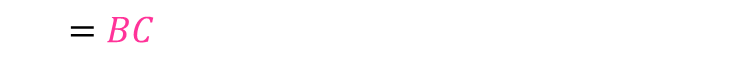 = BC